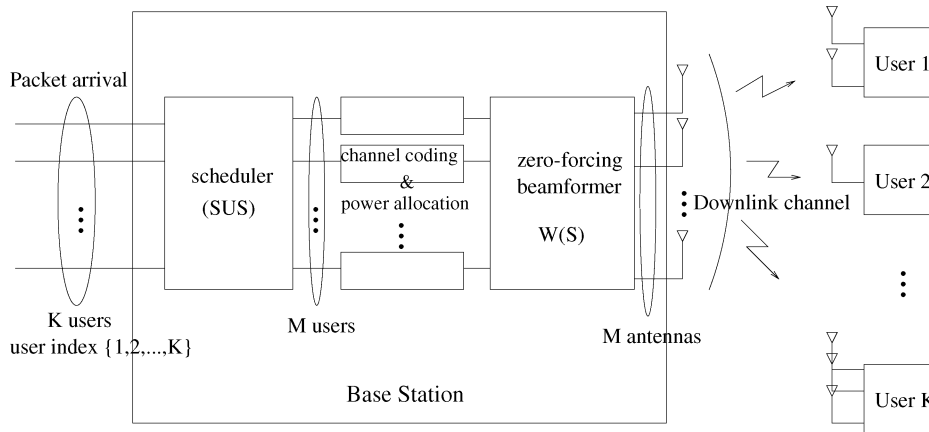 Packet arrival
K users
user index {1,2,...,K}
scheduler
(SUS)
M users
channel coding
&
power allocation
zero-forcing
beamformer
W(S)
M antennas
Base Station
Downlink channel
User 1
User 2
User K